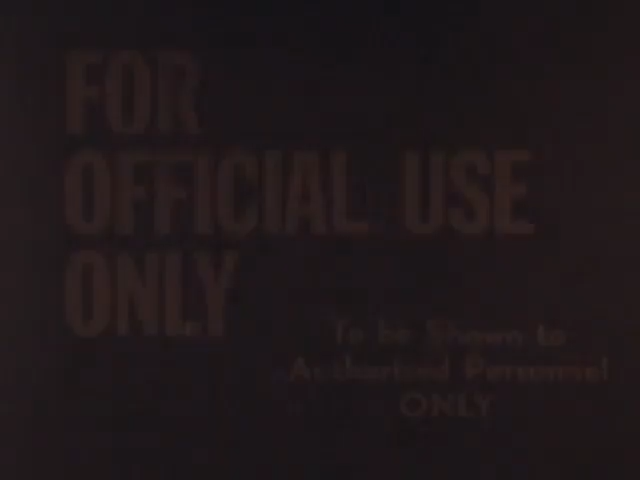 FOR
OFFICIAL USE
ONLY
To be Shown to
Authorized Personnel
ONLY